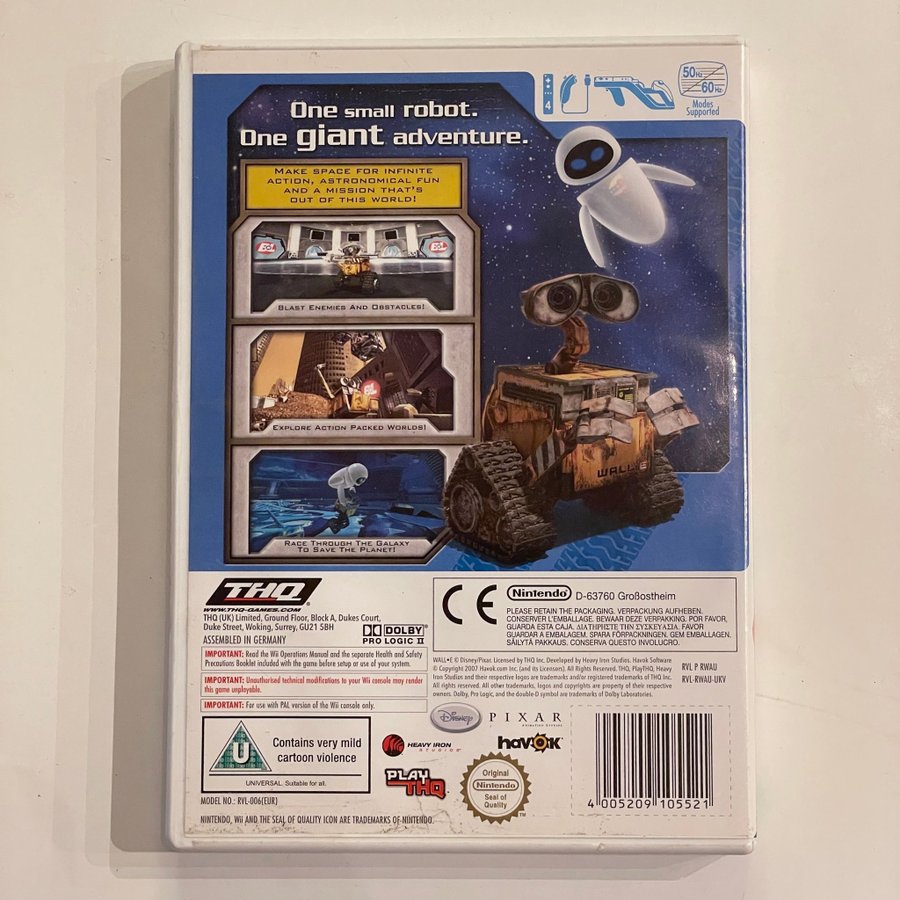 One small robot.
One giant adventure.
4
50Hz
60Hz
Modes
Supported
MAKE SPACE FOR INFINITE
ACTION, ASTRONOMICAL FUN
AND A MISSION THAT'S
OUT OF THIS WORLD!
BLAST ENEMIES AND OBSTACLES!
EXPLORE ACTION PACKED WORLDS!
RACE THROUGH THE GALAXY
TO SAVE THE PLANET!
WALL•E
THQ
WWW.THQ-GAMES.COM
THQ (UK) Limited, Ground Floor, Block A, Dukes Court,
Duke Street, Woking, Surrey, GU21 5BH
ASSEMBLED IN GERMANY
DOLBY
PRO LOGIC II
IMPORTANT: Read the Wii Operations Manual and the separate Health and Safety
Precautions Booklet included with the game before setup or use of your system.
IMPORTANT: Unauthorised technical modifications to your Wii console may render
this game unplayable.
IMPORTANT: For use with PAL version of the Wii console only.
CE
Nintendo D-63760 Großostheim
PLEASE RETAIN THE PACKAGING. VERPACKUNG AUFHEBEN.
CONSERVER L'EMBALLAGE. BEWAAR DEZE VERPAKKING. POR FAVOR,
GUARDA ESTA CAJA. ΔΙΑΤΗΡΙΣΤΕ ΤΗΝ ΣΥΣΚΕΥΑΣΙΑ. FAVOR
GUARDAR A EMBALAGEM. SPARA FÖRPACKNINGEN. GEM EMBALLAGEN.
SÄILYTÄ PAKKAUS. CONSERVA QUESTO INVOLUCRO.
WALL•E © Disney/Pixar. Licensed by THQ Inc. Developed by Heavy Iron Studios. Havok Software
© Copyright 2007 Havok.com Inc. (and its Licensors). All Rights Reserved. THQ, PlayTHQ, Heavy
Iron Studios and their respective logos are trademarks and/or registered trademarks of THQ Inc.
All rights reserved. All other trademarks, logos and copyrights are property of their respective
owners. Dolby, Pro Logic, and the double-D symbol are trademarks of Dolby Laboratories.
RVL P RWAU
RVL-RWAU-UKV
U
Contains very mild
cartoon violence
UNIVERSAL Suitable for all.
Disney
PIXAR
ANIMATION STUDIOS
HEAVY IRON
STUDIOS
havok
PLAY
THQ
Original
Nintendo
Seal of
Quality
TM
4 005209 105521
MODEL NO.: RVL-006(EUR)
NINTENDO, Wii AND THE SEAL OF QUALITY ICON ARE TRADEMARKS OF NINTENDO.